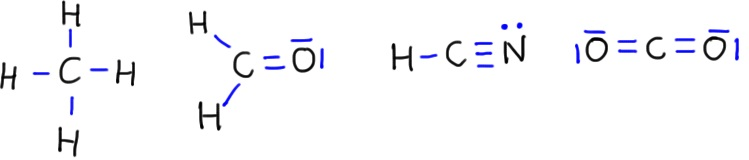 H
H – C – H
H
H
C = O
H
H – C ≡ N
O = C = O